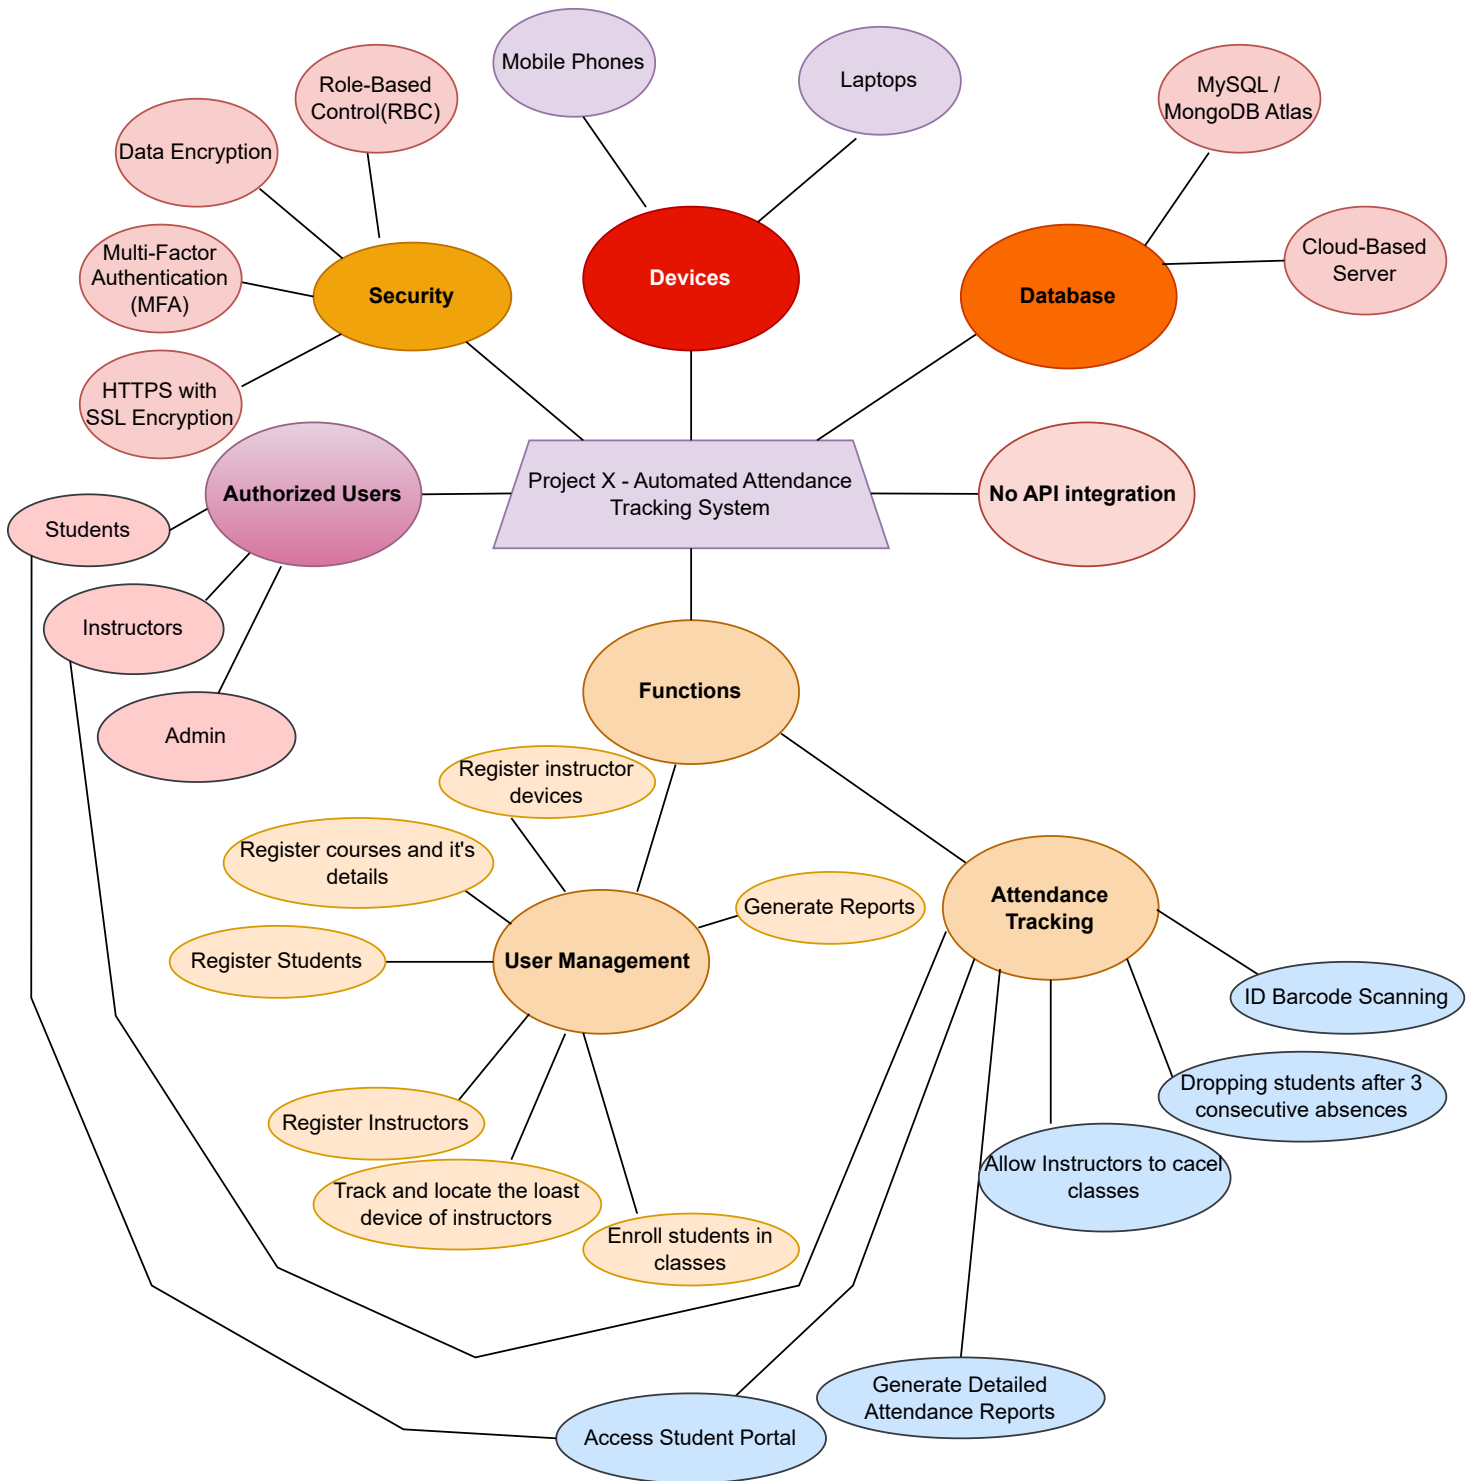 Mobile Phones
Laptops
Role-Based
Control(RBC)
MySQL /
MongoDB Atlas
Data Encryption
Multi-Factor
Authentication
(MFA)
Cloud-Based
Server
Security
Devices
Database
HTTPS with
SSL Encryption
Authorized Users
Project X - Automated Attendance
Tracking System
No API integration
Students
Instructors
Admin
Functions
Register instructor
devices
Register courses and it's
details
Generate Reports
Attendance
Tracking
Register Students
User Management
ID Barcode Scanning
Dropping students after 3
consecutive absences
Register Instructors
Allow Instructors to cacel
classes
Track and locate the loast
device of instructors
Enroll students in
classes
Generate Detailed
Attendance Reports
Access Student Portal